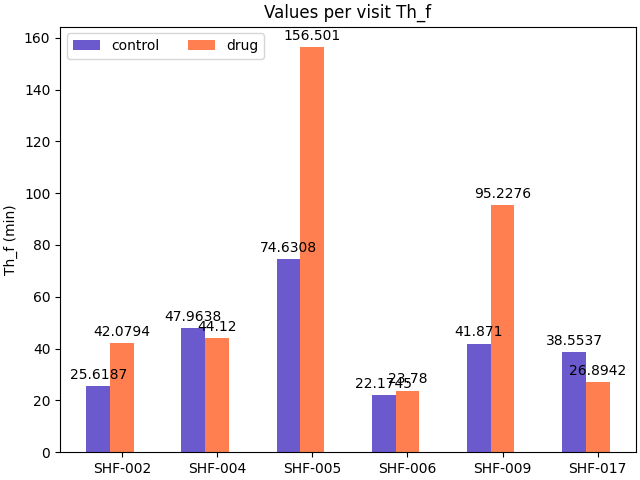 Values per visit Th_f
control
drug
Th_f (min)
160
140
120
100
80
60
40
20
0
25.6187
42.0794
47.9638
44.12
74.6308
156.501
22.1745
23.78
41.871
95.2276
38.5537
26.8942
SHF-002
SHF-004
SHF-005
SHF-006
SHF-009
SHF-017